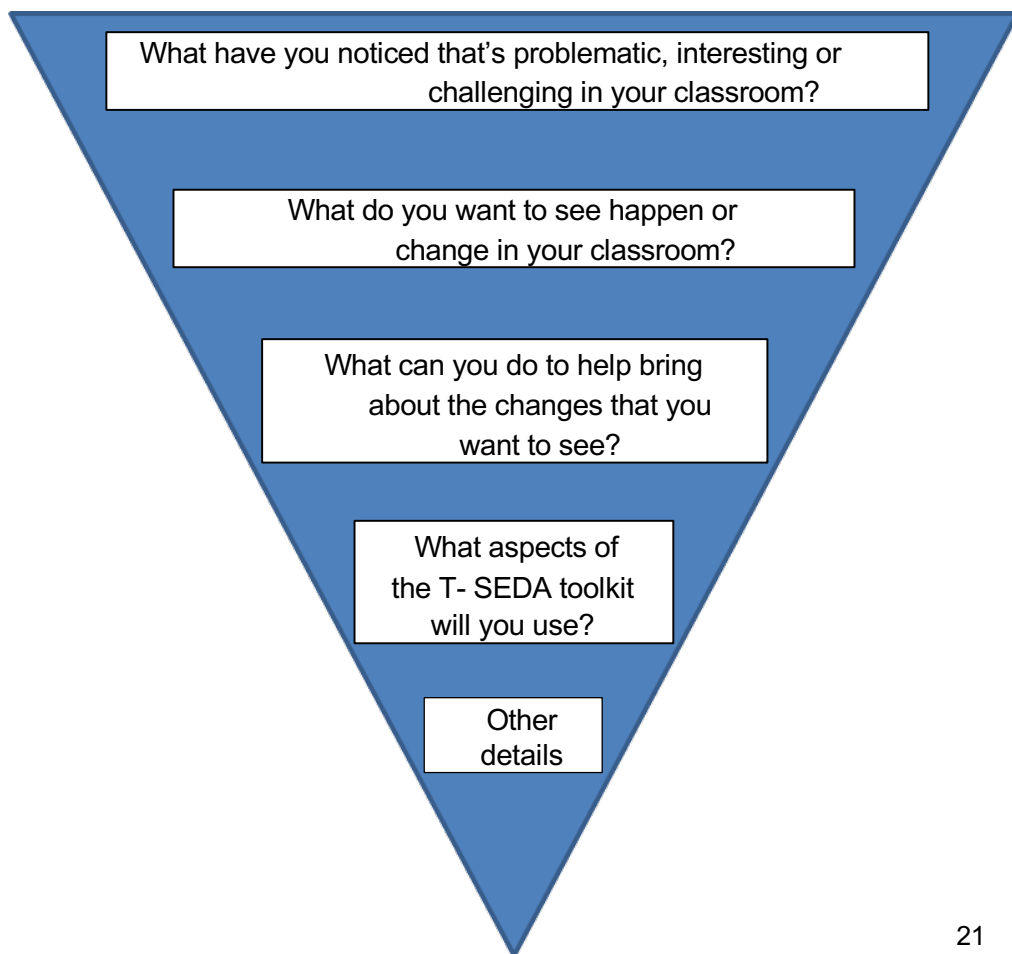 What have you noticed that’s problematic, interesting or
challenging in your classroom?
What do you want to see happen or
change in your classroom?
What can you do to help bring
about the changes that you
want to see?
What aspects of
the T- SEDA toolkit
will you use?
Other
details
21